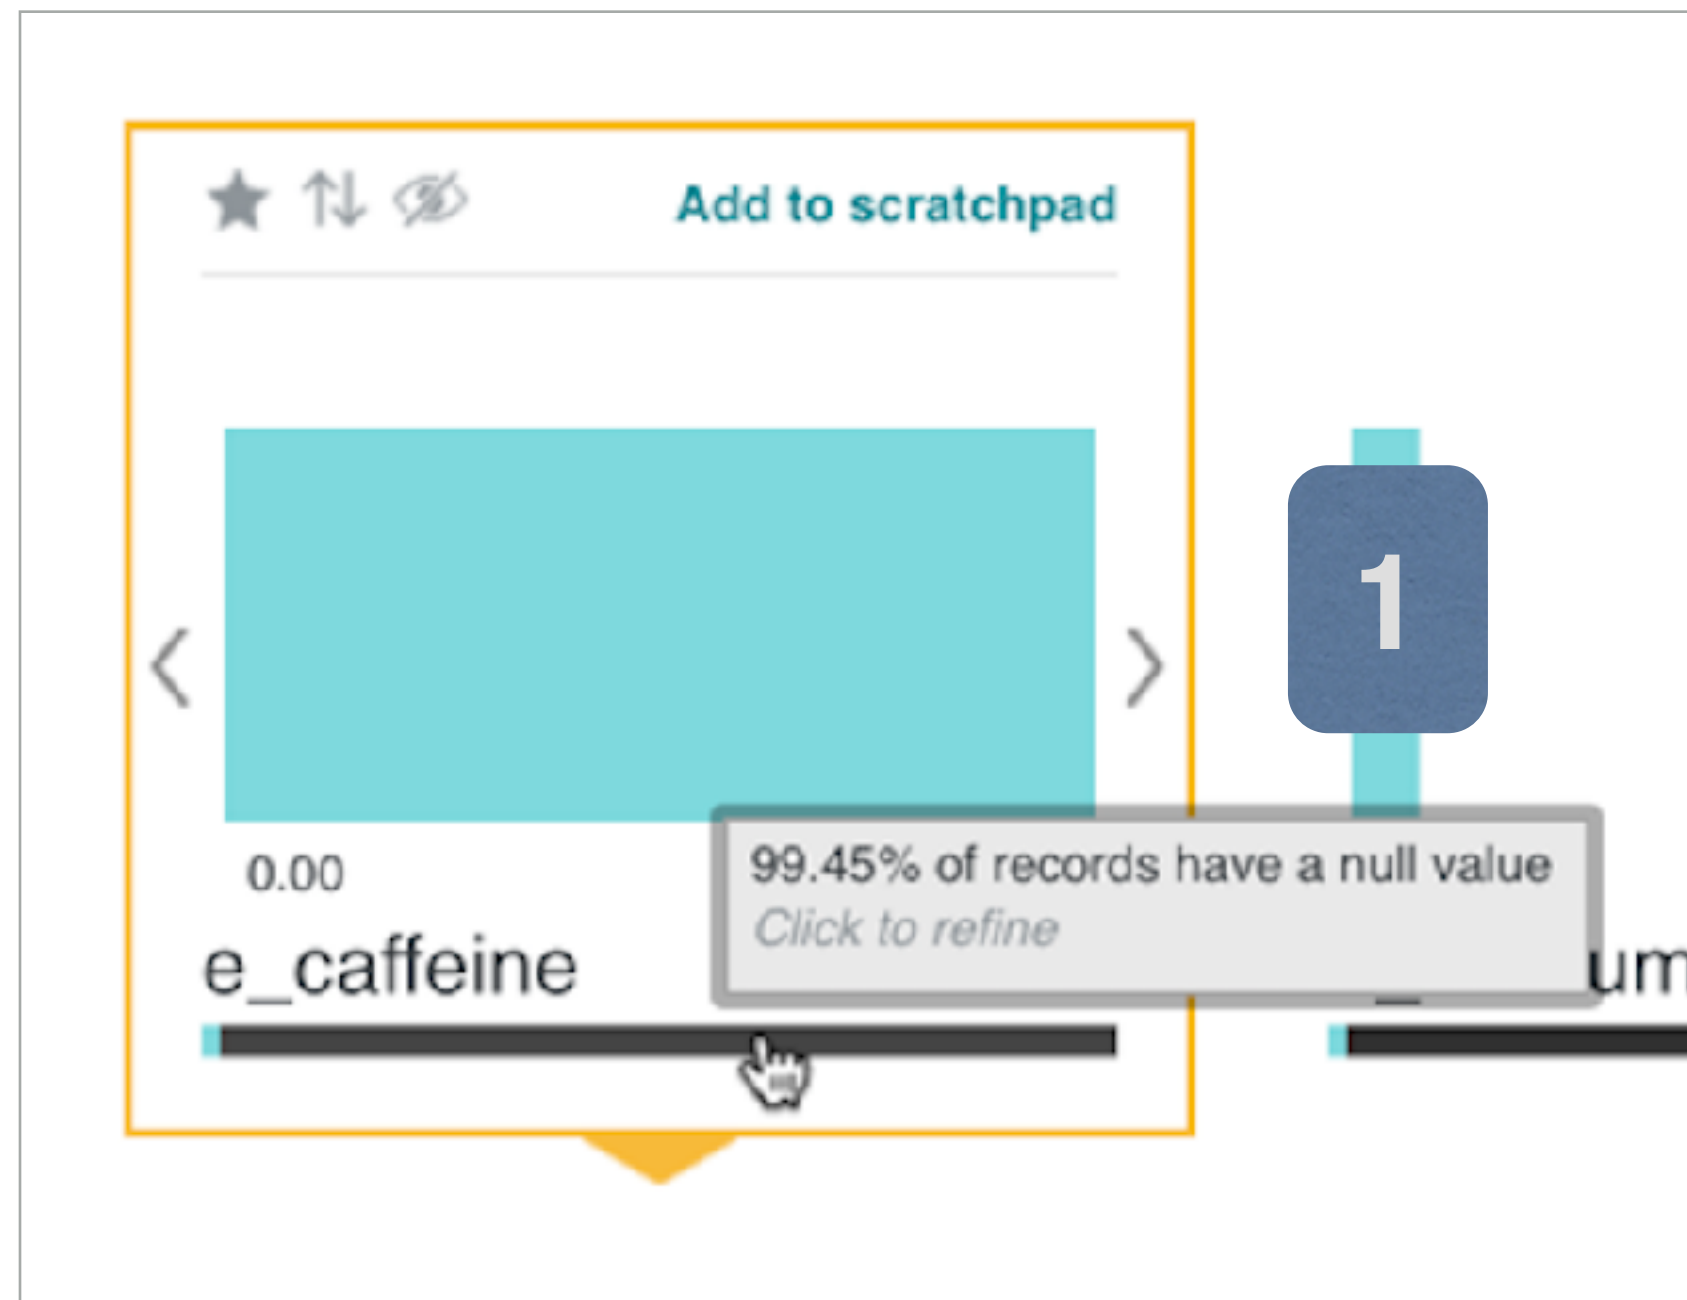 Add to scratchpad
1
0.00
99.45% of records have a null value
Click to refine
e_caffeine
um